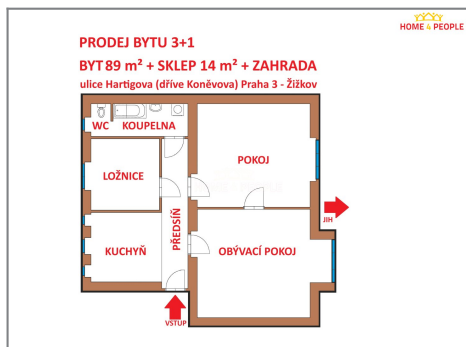 HOME 4 PEOPLE
PRODEJ BYTU 3+1
BYT 89 m² + SKLEP 14 m² + ZAHRADA
ulice Hartigova (dříve Koněvova) Praha 3 - Žižkov
WC KOUPELNA
POKOJ
LOŽNICE
PŘEDSÍŇ
JIH
KUCHYŇ
OBÝVACÍ POKOJ
VSTUP